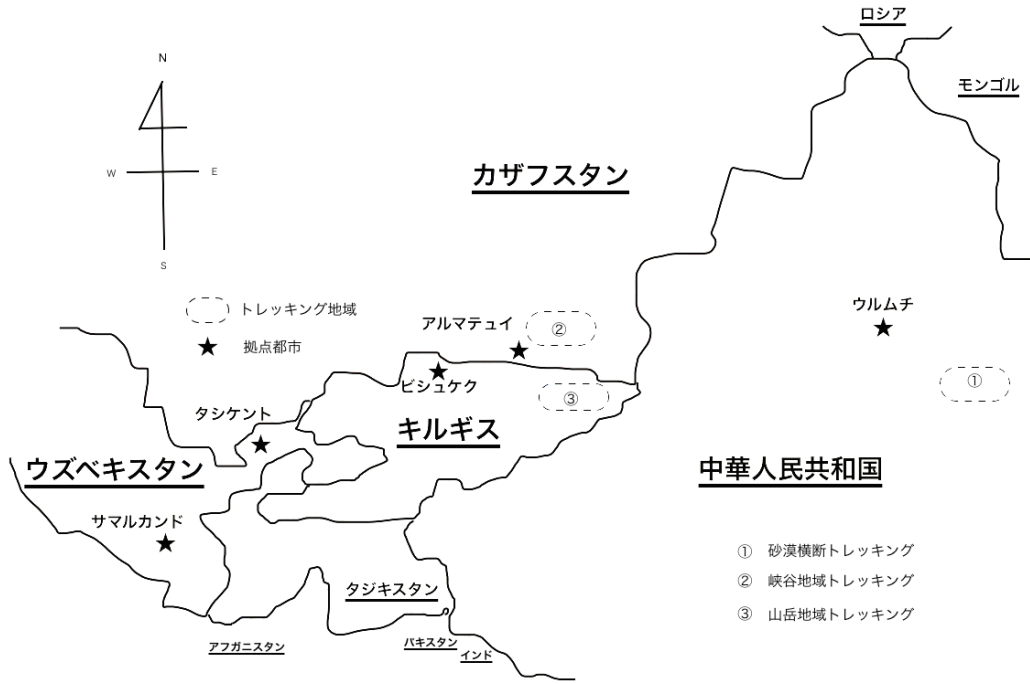 ロシア
N
モンゴル
W
E
カザフスタン
S
トレッキング地域
ウルムチ
アルマテュイ
②
拠点都市
①
ビシュケク
③
タシケント
キルギス
ウズベキスタン
中華人民共和国
サマルカンド
① 砂漠横断トレッキング
② 峡谷地域トレッキング
タジキスタン
③ 山岳地域トレッキング
アフガニスタン
パキスタン
インド